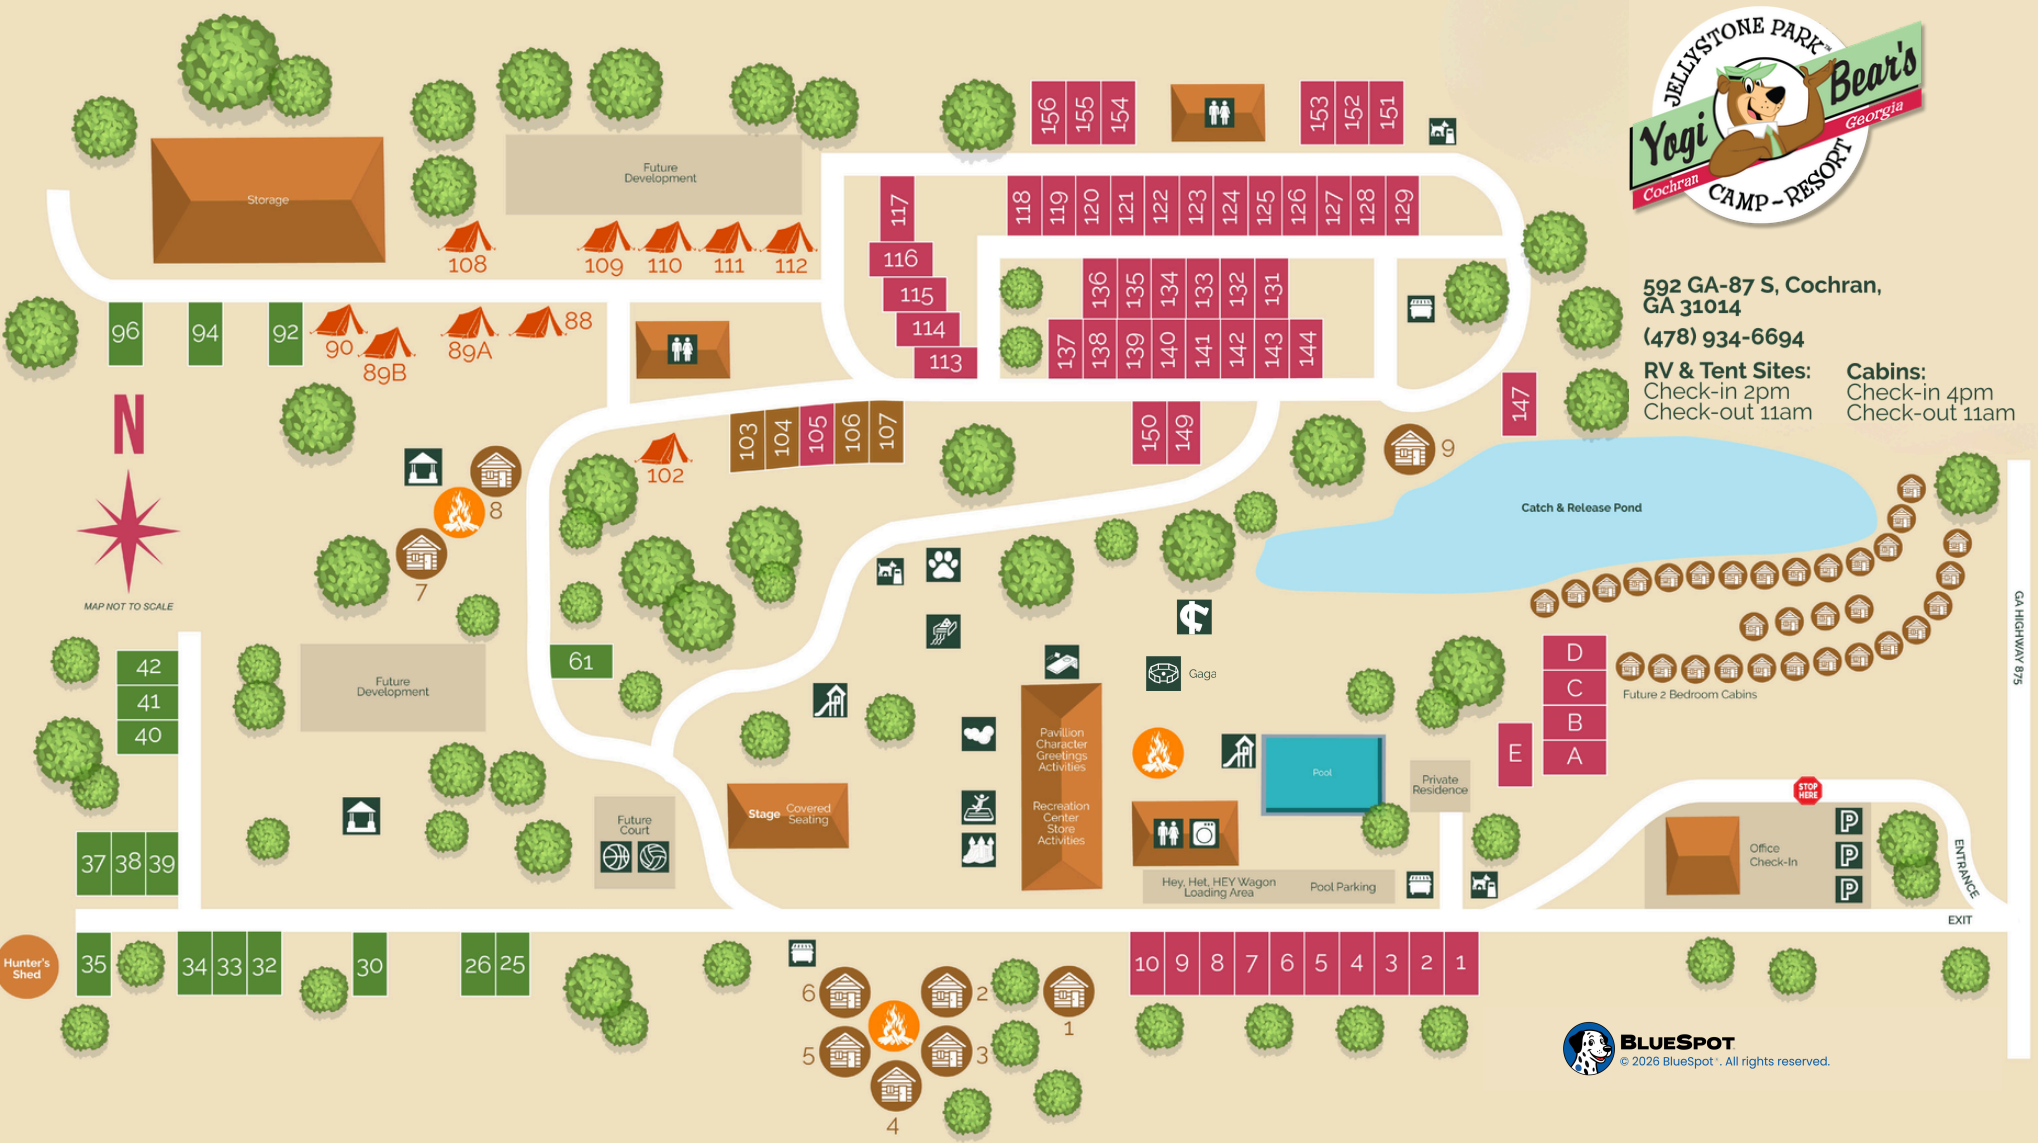 JELLYSTONE PARK™
Yogi Bear's
Cochran Georgia
CAMP-RESORT
592 GA-87 S, Cochran,
GA 31014
(478) 934-6694
RV & Tent Sites:
Check-in 2pm
Check-out 11am
Cabins:
Check-in 4pm
Check-out 11am
156
155
154
153
152
151
Storage
Future
Development
108
109
110
111
112
117
116
115
114
113
118
119
120
121
122
123
124
125
126
127
128
129
136
135
134
133
132
131
137
138
139
140
141
142
143
144
96
94
92
90
89B
89A
88
N
MAP NOT TO SCALE
103
104
105
106
107
102
150
149
147
9
8
7
Catch & Release Pond
Future
Development
61
42
41
40
37
38
39
Gaga
D
C
B
A
E
Future 2 Bedroom Cabins
GA HIGHWAY 875
Pavillion
Character
Greetings
Activities
Recreation
Center
Store
Activities
Pool
Private
Residence
STOP
HERE
Stage
Covered
Seating
Future
Court
Hey, Het, HEY Wagon
Loading Area
Pool Parking
Office
Check-In
P
P
P
ENTRANCE
EXIT
Hunter's
Shed
35
34
33
32
30
26
25
10
9
8
7
6
5
4
3
2
1
6
2
1
5
3
4
BLUESPOT
© 2026 BlueSpot. All rights reserved.